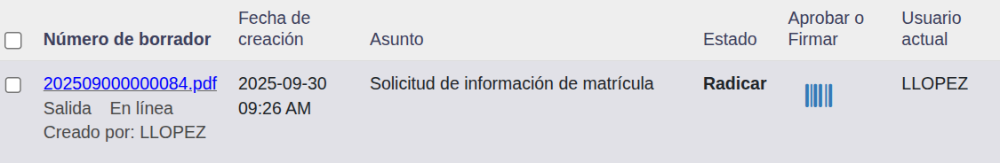 Número de borrador
Fecha de
creación
Asunto
Estado
Aprobar o
Firmar
Usuario
actual
202509000000084.pdf
Salida En línea
Creado por: LLOPEZ
2025-09-30
09:26 AM
Solicitud de información de matrícula
Radicar
LLOPEZ